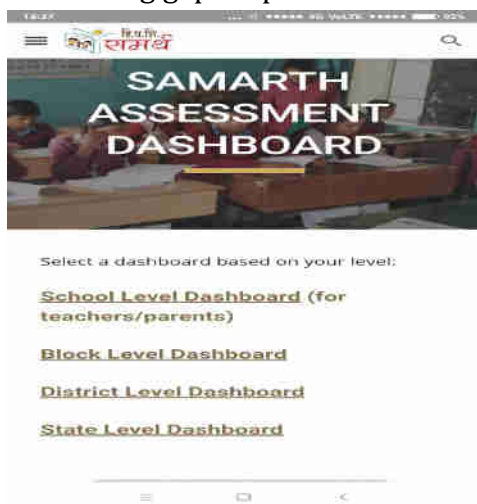 हि.प्र.वि.
समर्थ
SAMARTH
ASSESSMENT
DASHBOARD
Select a dashboard based on your level:
School Level Dashboard (for
teachers/parents)
Block Level Dashboard
District Level Dashboard
State Level Dashboard